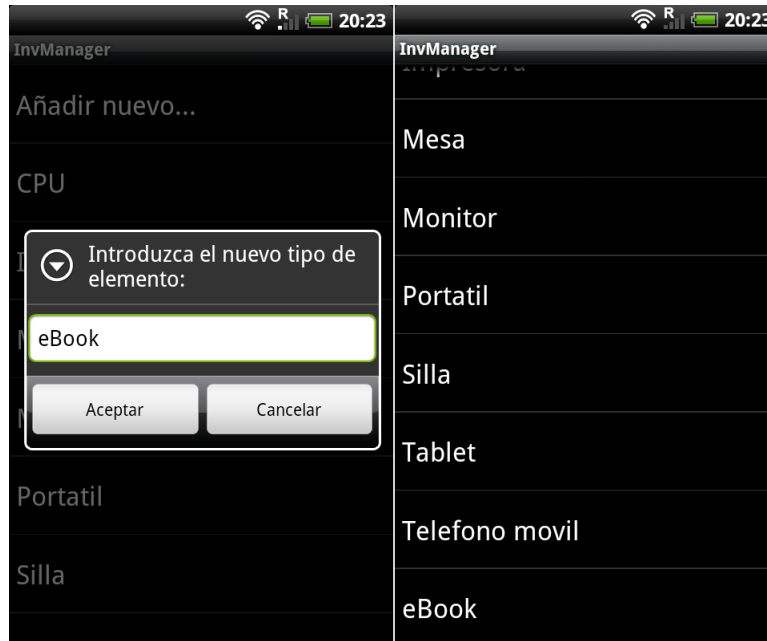 R 20:23
InvManager
Añadir nuevo...
CPU
Introduzca el nuevo tipo de
elemento:
eBook
Aceptar Cancelar
Portatil
Silla
R 20:23
InvManager
Impresora
Mesa
Monitor
Portatil
Silla
Tablet
Telefono movil
eBook